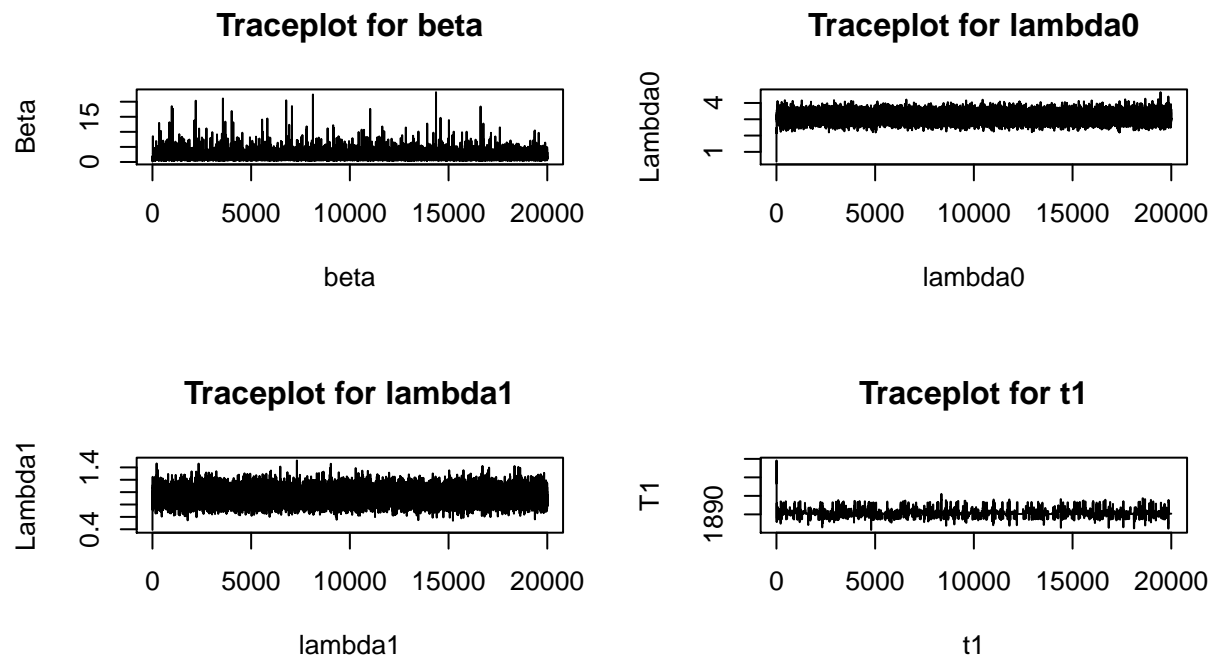 Traceplot for beta
Beta
0 15
0 5000 10000 15000 20000
beta
Traceplot for lambda0
Lambda0
1 4
0 5000 10000 15000 20000
lambda0
Traceplot for lambda1
Lambda1
0.4 1.4
0 5000 10000 15000 20000
lambda1
Traceplot for t1
T1
1890
0 5000 10000 15000 20000
t1